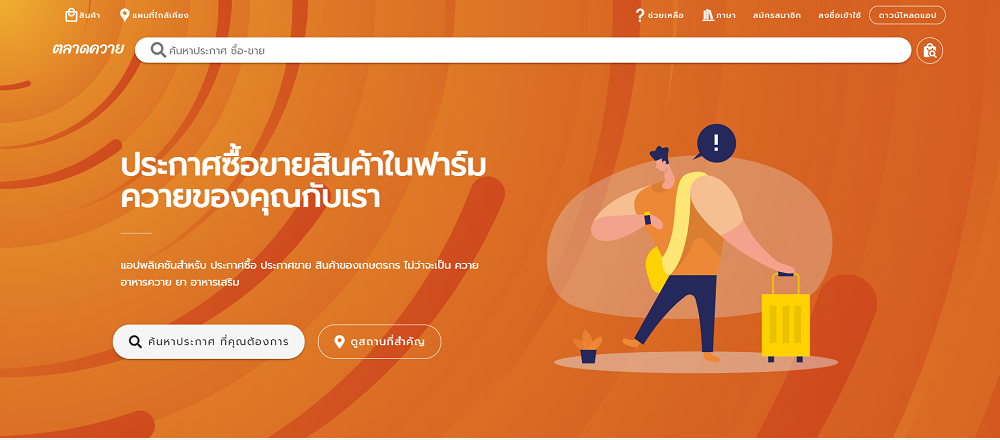 สินค้า แผนที่ใกล้เคียง ช่วยเหลือ ภาษา สมัครสมาชิก ลงชื่อเข้าใช้ ดาวน์โหลดแอป
ตลาดควาย ค้นหาประกาศ ซื้อ-ขาย
!
ประกาศซื้อขายสินค้าในฟาร์ม
ควายของคุณกับเรา
แอปพลิเคชันสำหรับ ประกาศซื้อ ประกาศขาย สินค้าของเกษตรกร ไม่ว่าจะเป็น ควาย
อาหารควาย ยา อาหารเสริม
ค้นหาประกาศ ที่คุณต้องการ ดูสถานที่สำคัญ